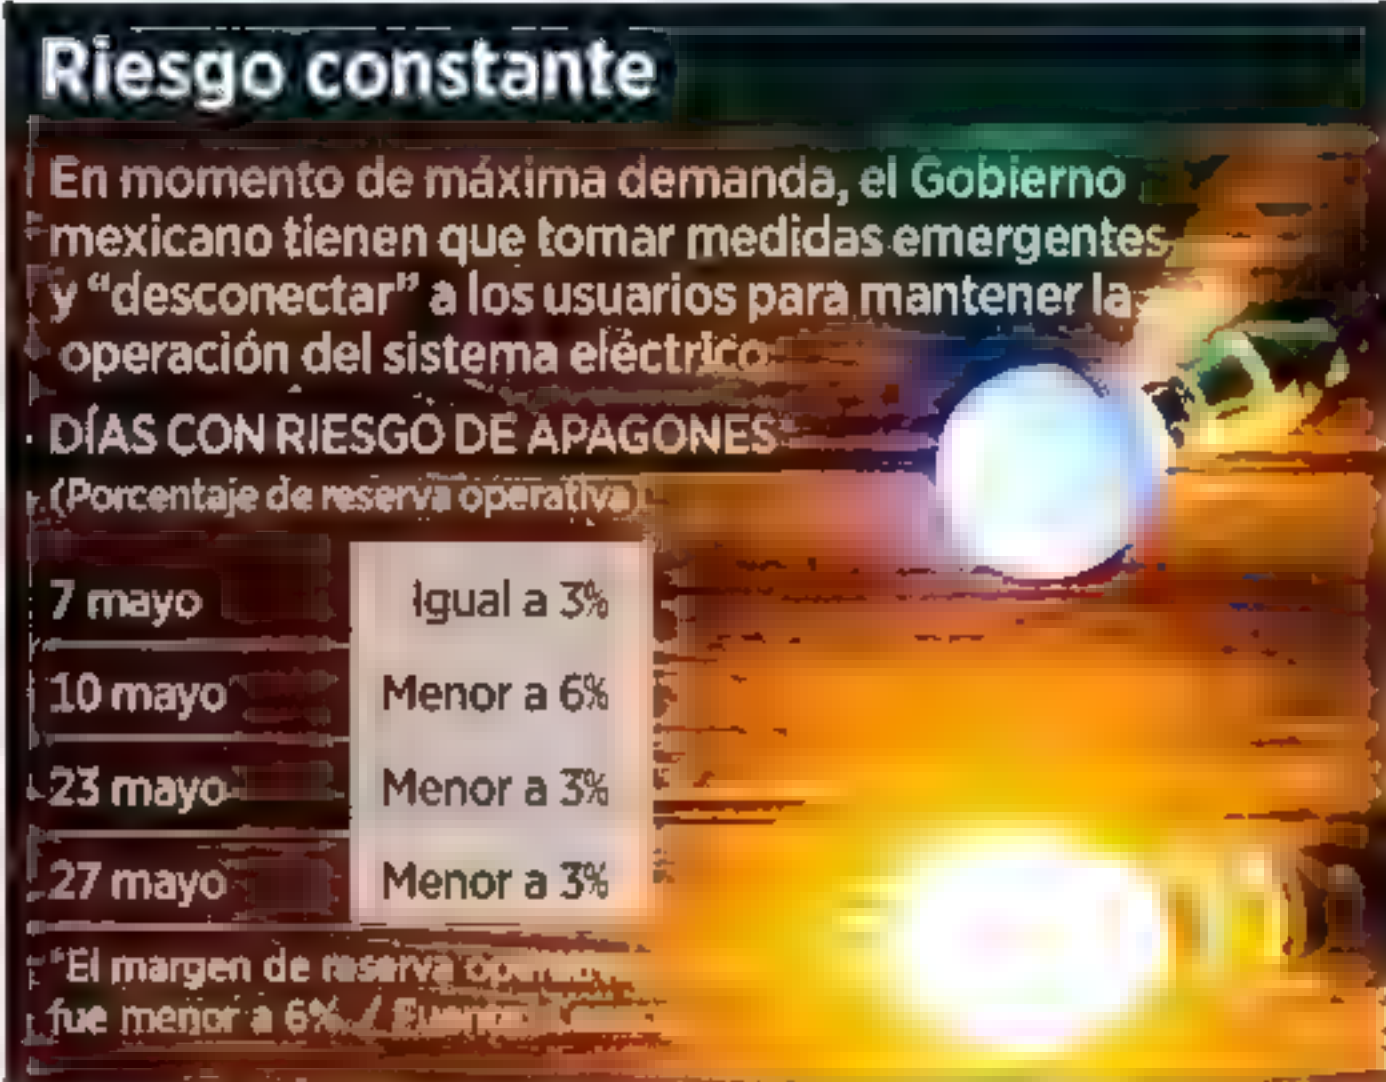 Riesgo constante
En momento de máxima demanda, el Gobierno
mexicano tienen que tomar medidas emergentes
y “desconectar” a los usuarios para mantener la
operación del sistema eléctrico
DÍAS CON RIESGO DE APAGONES
(Porcentaje de reserva operativa)
7 mayo Igual a 3%
10 mayo Menor a 6%
23 mayo Menor a 3%
27 mayo Menor a 3%
*El margen de reserva
fue menor a 6% /